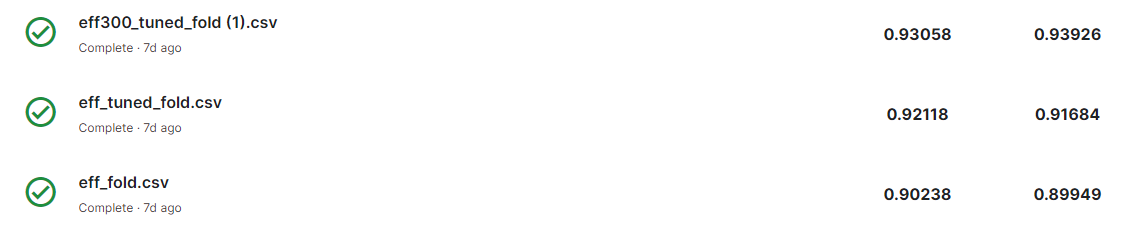 eff300_tuned_fold (1).csv
Complete · 7d ago
0.93058 0.93926
eff_tuned_fold.csv
Complete · 7d ago
0.92118 0.91684
eff_fold.csv
Complete · 7d ago
0.90238 0.89949